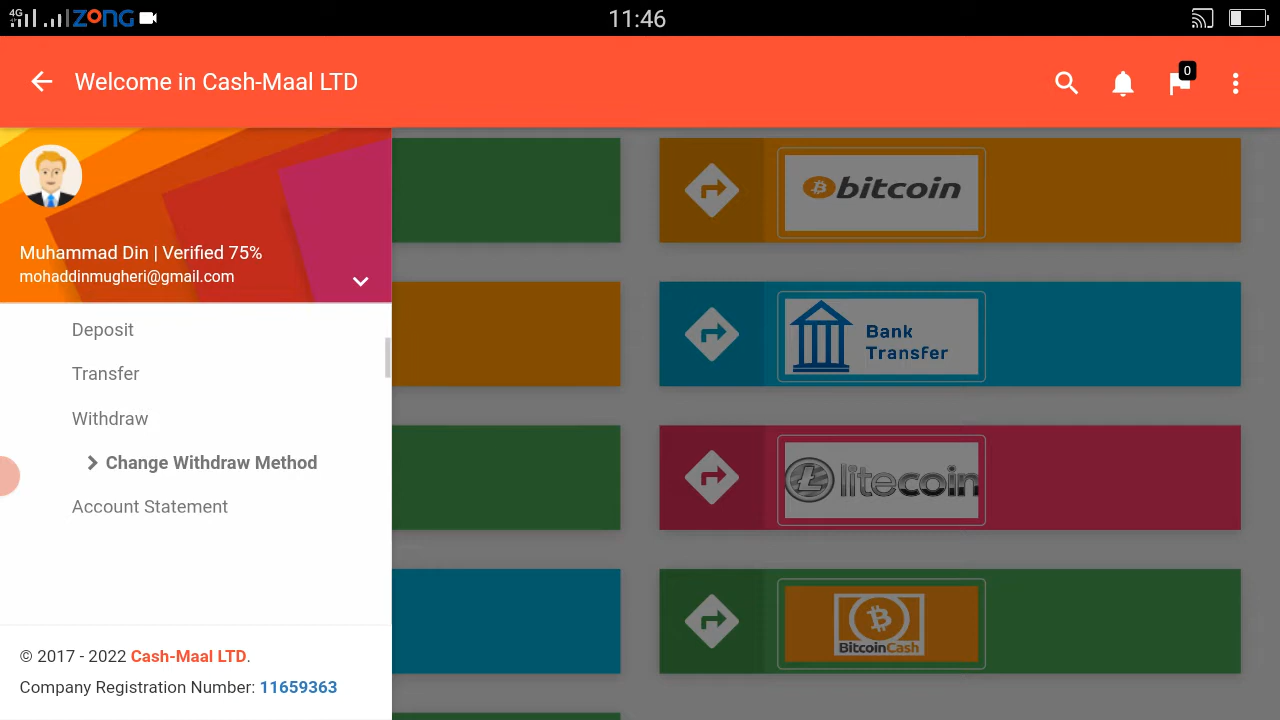 4G ZONG 11:46
Welcome in Cash-Maal LTD
0
Muhammad Din | Verified 75%
mohaddinmugheri@gmail.com
Deposit
Transfer
Withdraw
Change Withdraw Method
Account Statement
© 2017 - 2022 Cash-Maal LTD.
Company Registration Number: 11659363
bitcoin
Bank
Transfer
litecoin
BitcoinCash